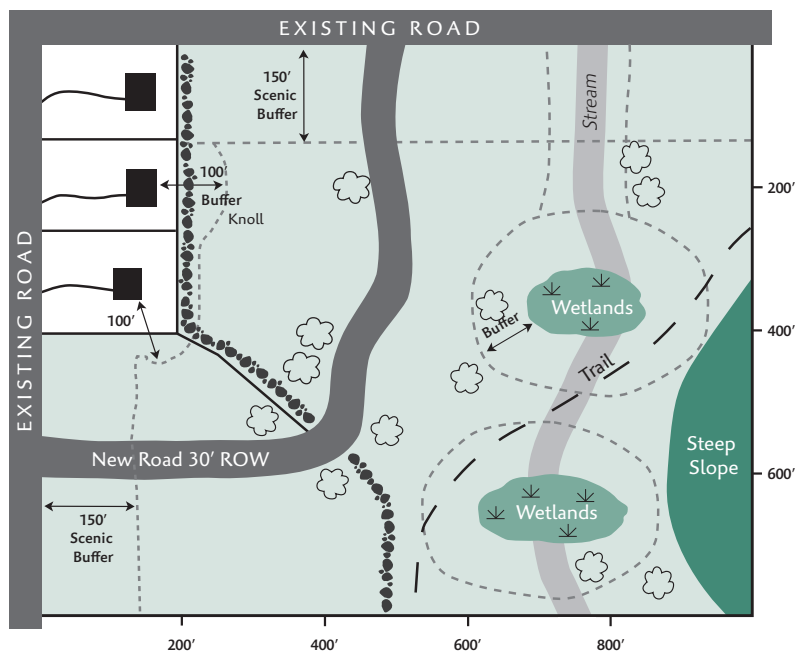 EXISTING ROAD
150'
Scenic
Buffer
Stream
100'
Buffer
Knoll
200'
EXISTING ROAD
100'
Buffer
Wetlands
400'
Trail
Steep
Slope
New Road 30' ROW
600'
Wetlands
150'
Scenic
Buffer
200'
400'
600'
800'